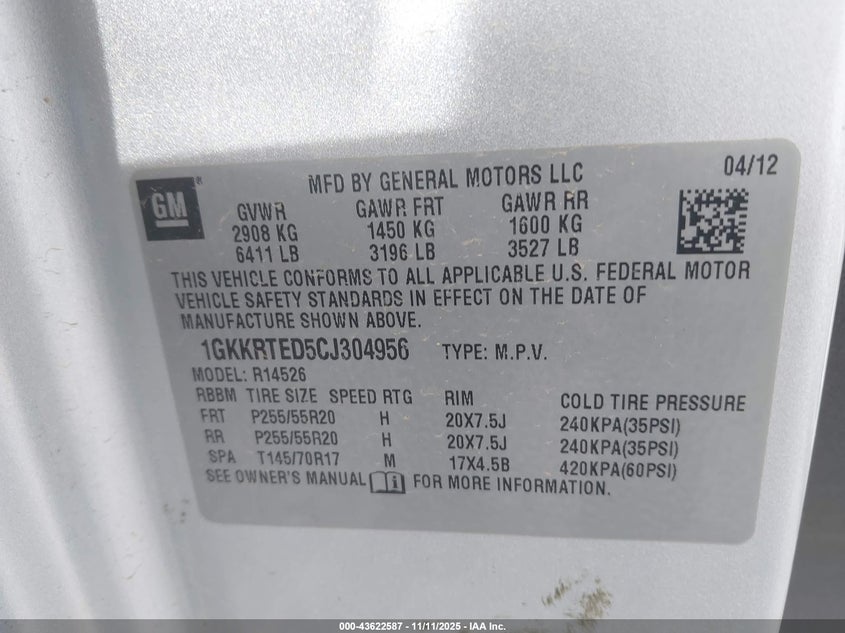 MFD BY GENERAL MOTORS LLC 04/12
GM®
GVWR GAWR FRT GAWR RR
2908 KG 1450 KG 1600 KG
6411 LB 3196 LB 3527 LB
THIS VEHICLE CONFORMS TO ALL APPLICABLE U.S. FEDERAL MOTOR
VEHICLE SAFETY STANDARDS IN EFFECT ON THE DATE OF
MANUFACTURE SHOWN ABOVE.
1GKKRTED5CJ304956 TYPE: M.P.V.
MODEL: R14526
RBBM TIRE SIZE SPEED RTG RIM COLD TIRE PRESSURE
FRT P255/55R20 H 20X7.5J 240KPA(35PSI)
RR P255/55R20 H 20X7.5J 240KPA(35PSI)
SPA T145/70R17 M 17X4.5B 420KPA(60PSI)
SEE OWNER'S MANUAL i FOR MORE INFORMATION.
000-43622587 - 11/11/2025 - IAA Inc.